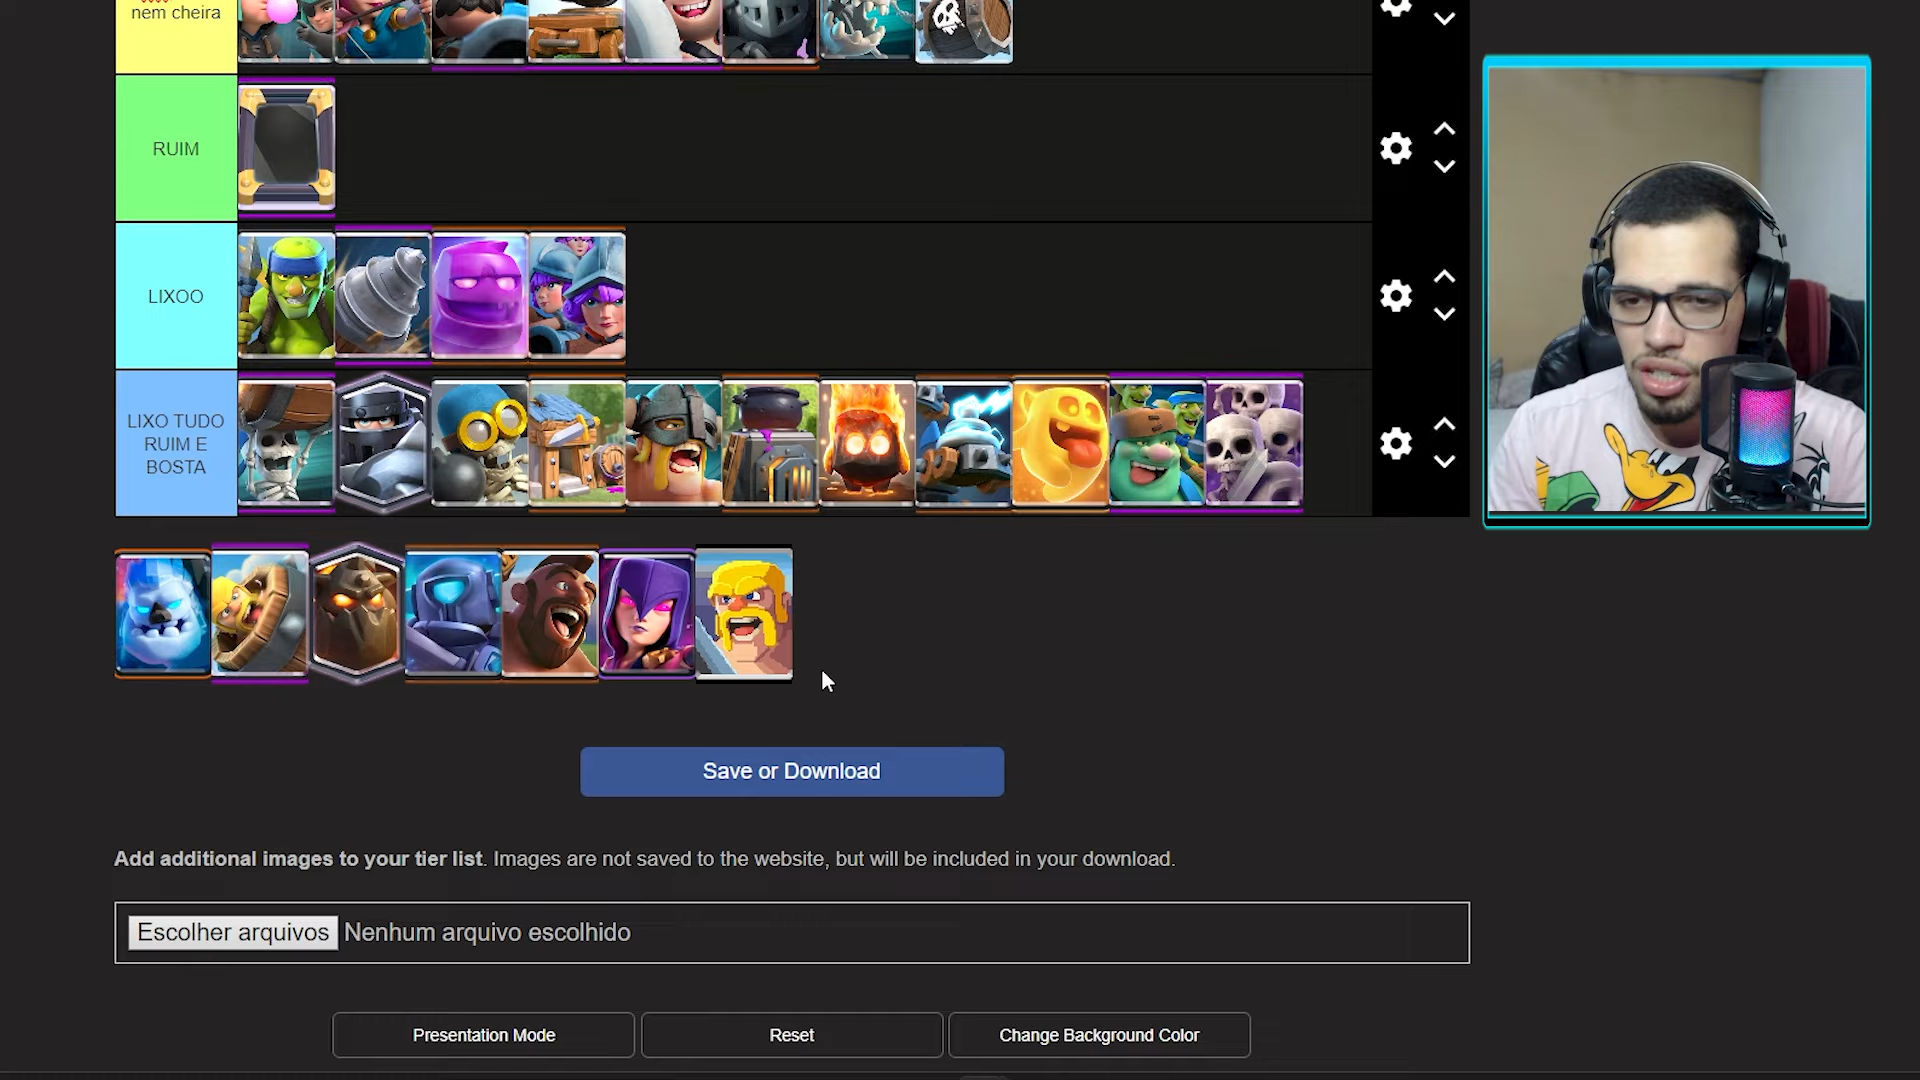 nem cheira
RUIM
LIXOO
LIXO TUDO
RUIM E
BOSTA
Save or Download
Add additional images to your tier list. Images are not saved to the website, but will be included in your download.
Escolher arquivos Nenhum arquivo escolhido
Presentation Mode
Reset
Change Background Color